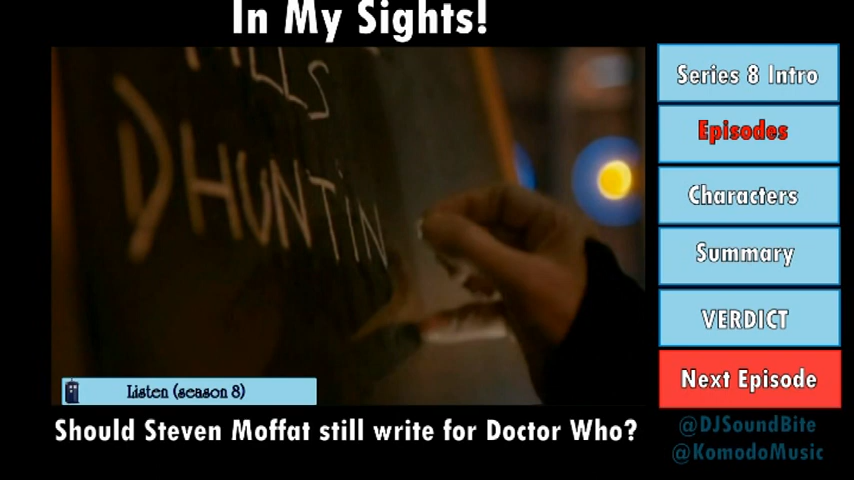 In My Sights!
LLS
DHUNTIN
Listen (season 8)
Should Steven Moffat still write for Doctor Who?
Series 8 Intro
Episodes
Characters
Summary
VERDICT
Next Episode
@DJSoundBite
@KomodoMusic